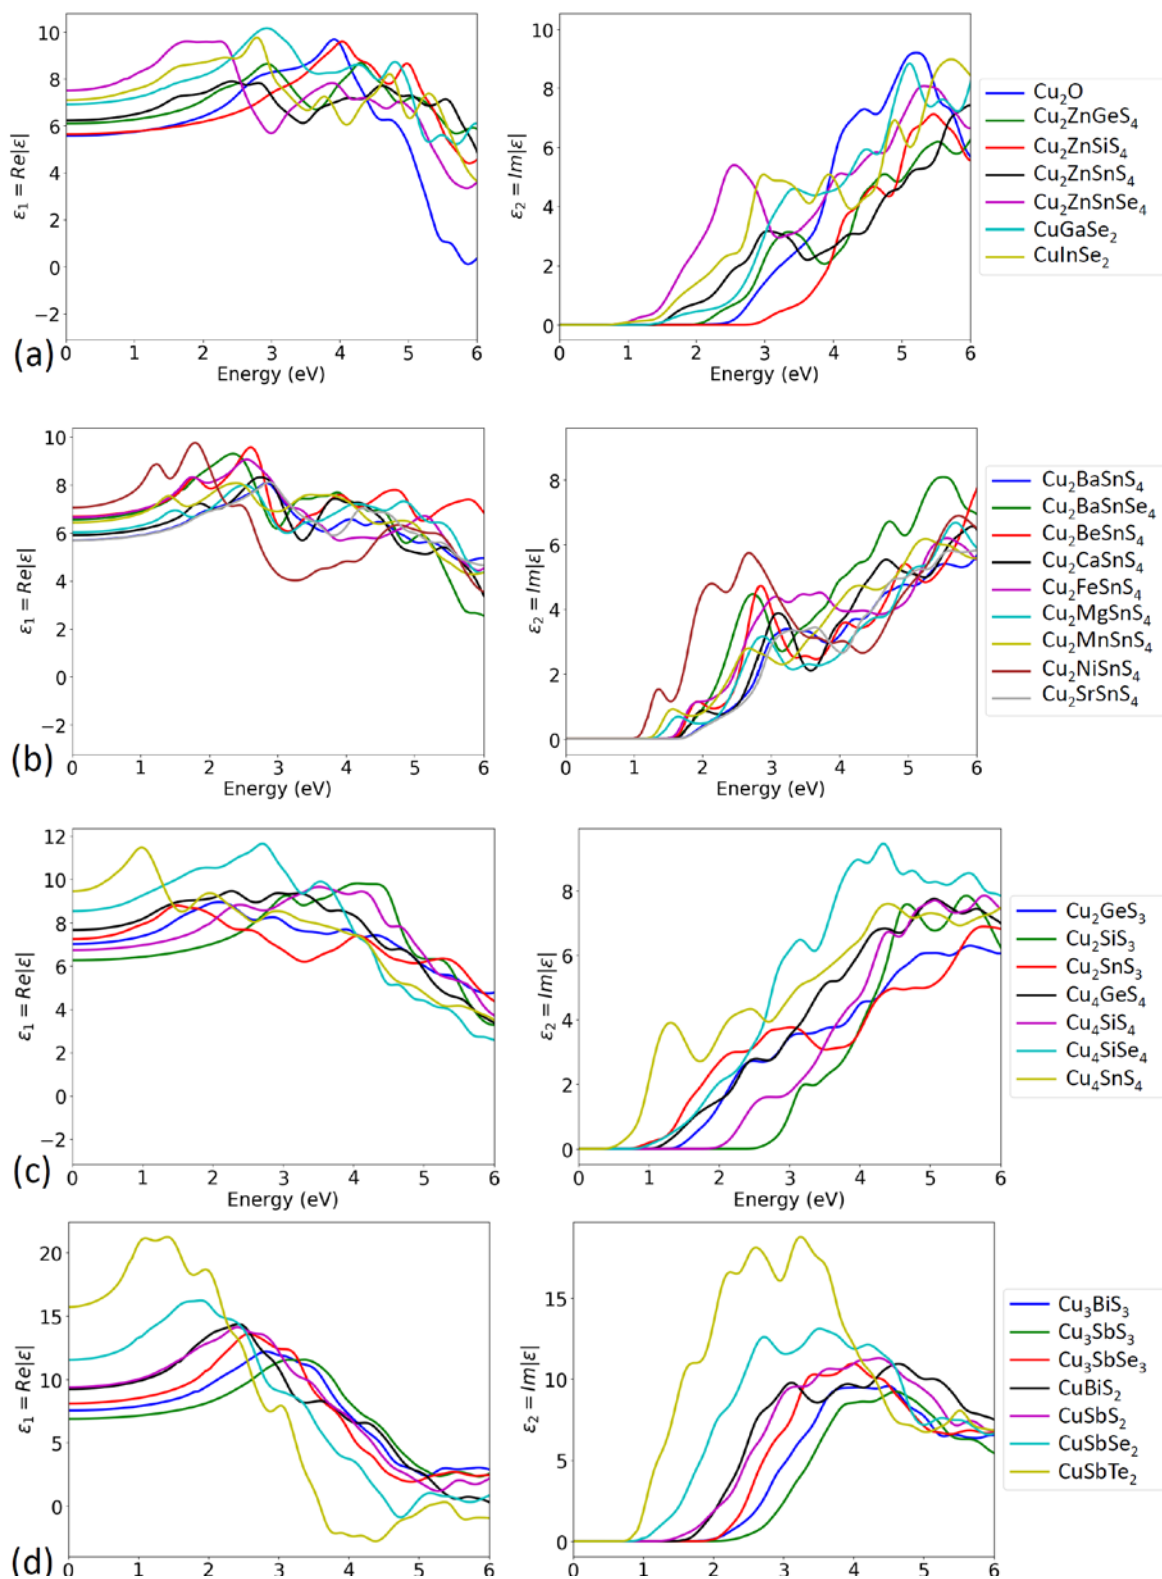 10
8
6
4
2
0
−2
ε₁ = Re|ε|
0 1 2 3 4 5 6
Energy (eV)
(a)
10
8
6
4
2
0
ε₂ = Im|ε|
0 1 2 3 4 5 6
Energy (eV)
Cu₂O
Cu₂ZnGeS₄
Cu₂ZnSiS₄
Cu₂ZnSnS₄
Cu₂ZnSnSe₄
CuGaSe₂
CuInSe₂
10
8
6
4
2
0
−2
ε₁ = Re|ε|
0 1 2 3 4 5 6
Energy (eV)
(b)
8
6
4
2
0
ε₂ = Im|ε|
0 1 2 3 4 5 6
Energy (eV)
Cu₂BaSnS₄
Cu₂BaSnSe₄
Cu₂BeSnS₄
Cu₂CaSnS₄
Cu₂FeSnS₄
Cu₂MgSnS₄
Cu₂MnSnS₄
Cu₂NiSnS₄
Cu₂SrSnS₄
12
10
8
6
4
2
0
−2
ε₁ = Re|ε|
0 1 2 3 4 5 6
Energy (eV)
(c)
8
6
4
2
0
ε₂ = Im|ε|
0 1 2 3 4 5 6
Energy (eV)
Cu₂GeS₃
Cu₂SiS₃
Cu₂SnS₃
Cu₄GeS₄
Cu₄SiS₄
Cu₄SiSe₄
Cu₄SnS₄
20
15
10
5
0
ε₁ = Re|ε|
0 1 2 3 4 5 6
(d)
15
10
5
0
ε₂ = Im|ε|
0 1 2 3 4 5 6
Cu₃BiS₃
Cu₃SbS₃
Cu₃SbSe₃
CuBiS₂
CuSbS₂
CuSbSe₂
CuSbTe₂